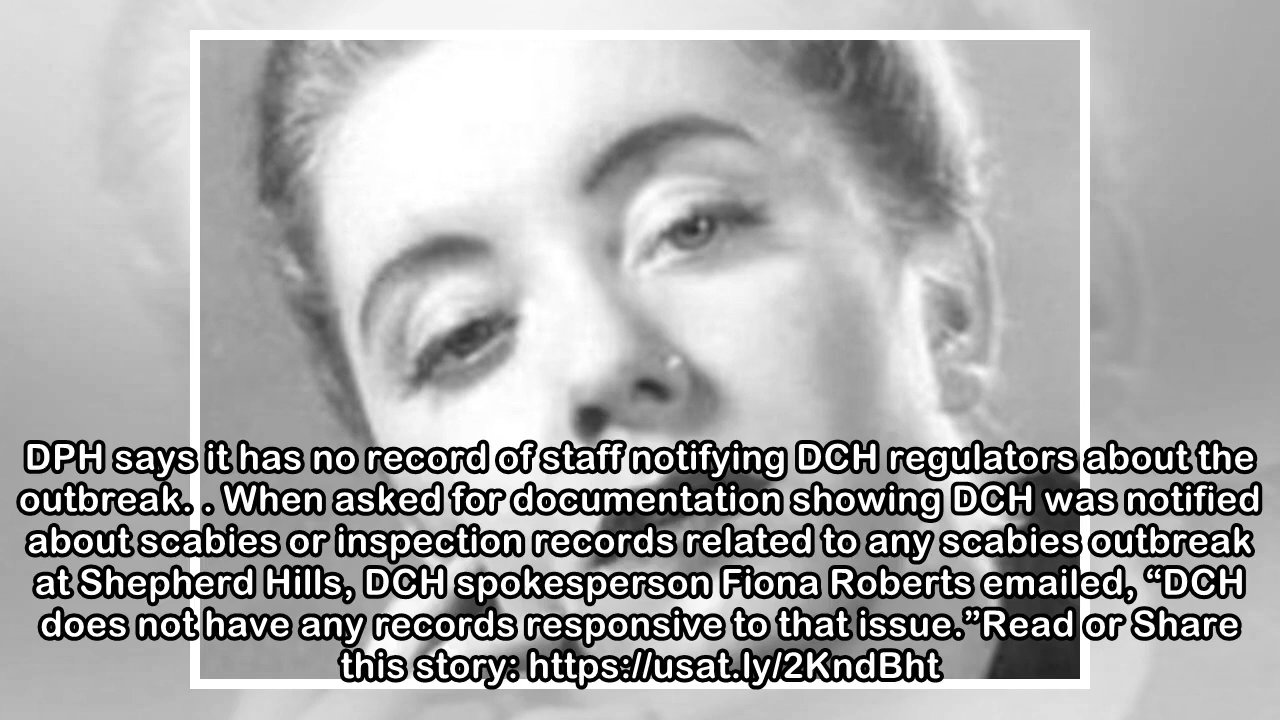 DPH says it has no record of staff notifying DCH regulators about the
outbreak. . When asked for documentation showing DCH was notified
about scabies or inspection records related to any scabies outbreak
at Shepherd Hills, DCH spokesperson Fiona Roberts emailed, “DCH
does not have any records responsive to that issue.”Read or Share
this story: https://usat.ly/2KndBht